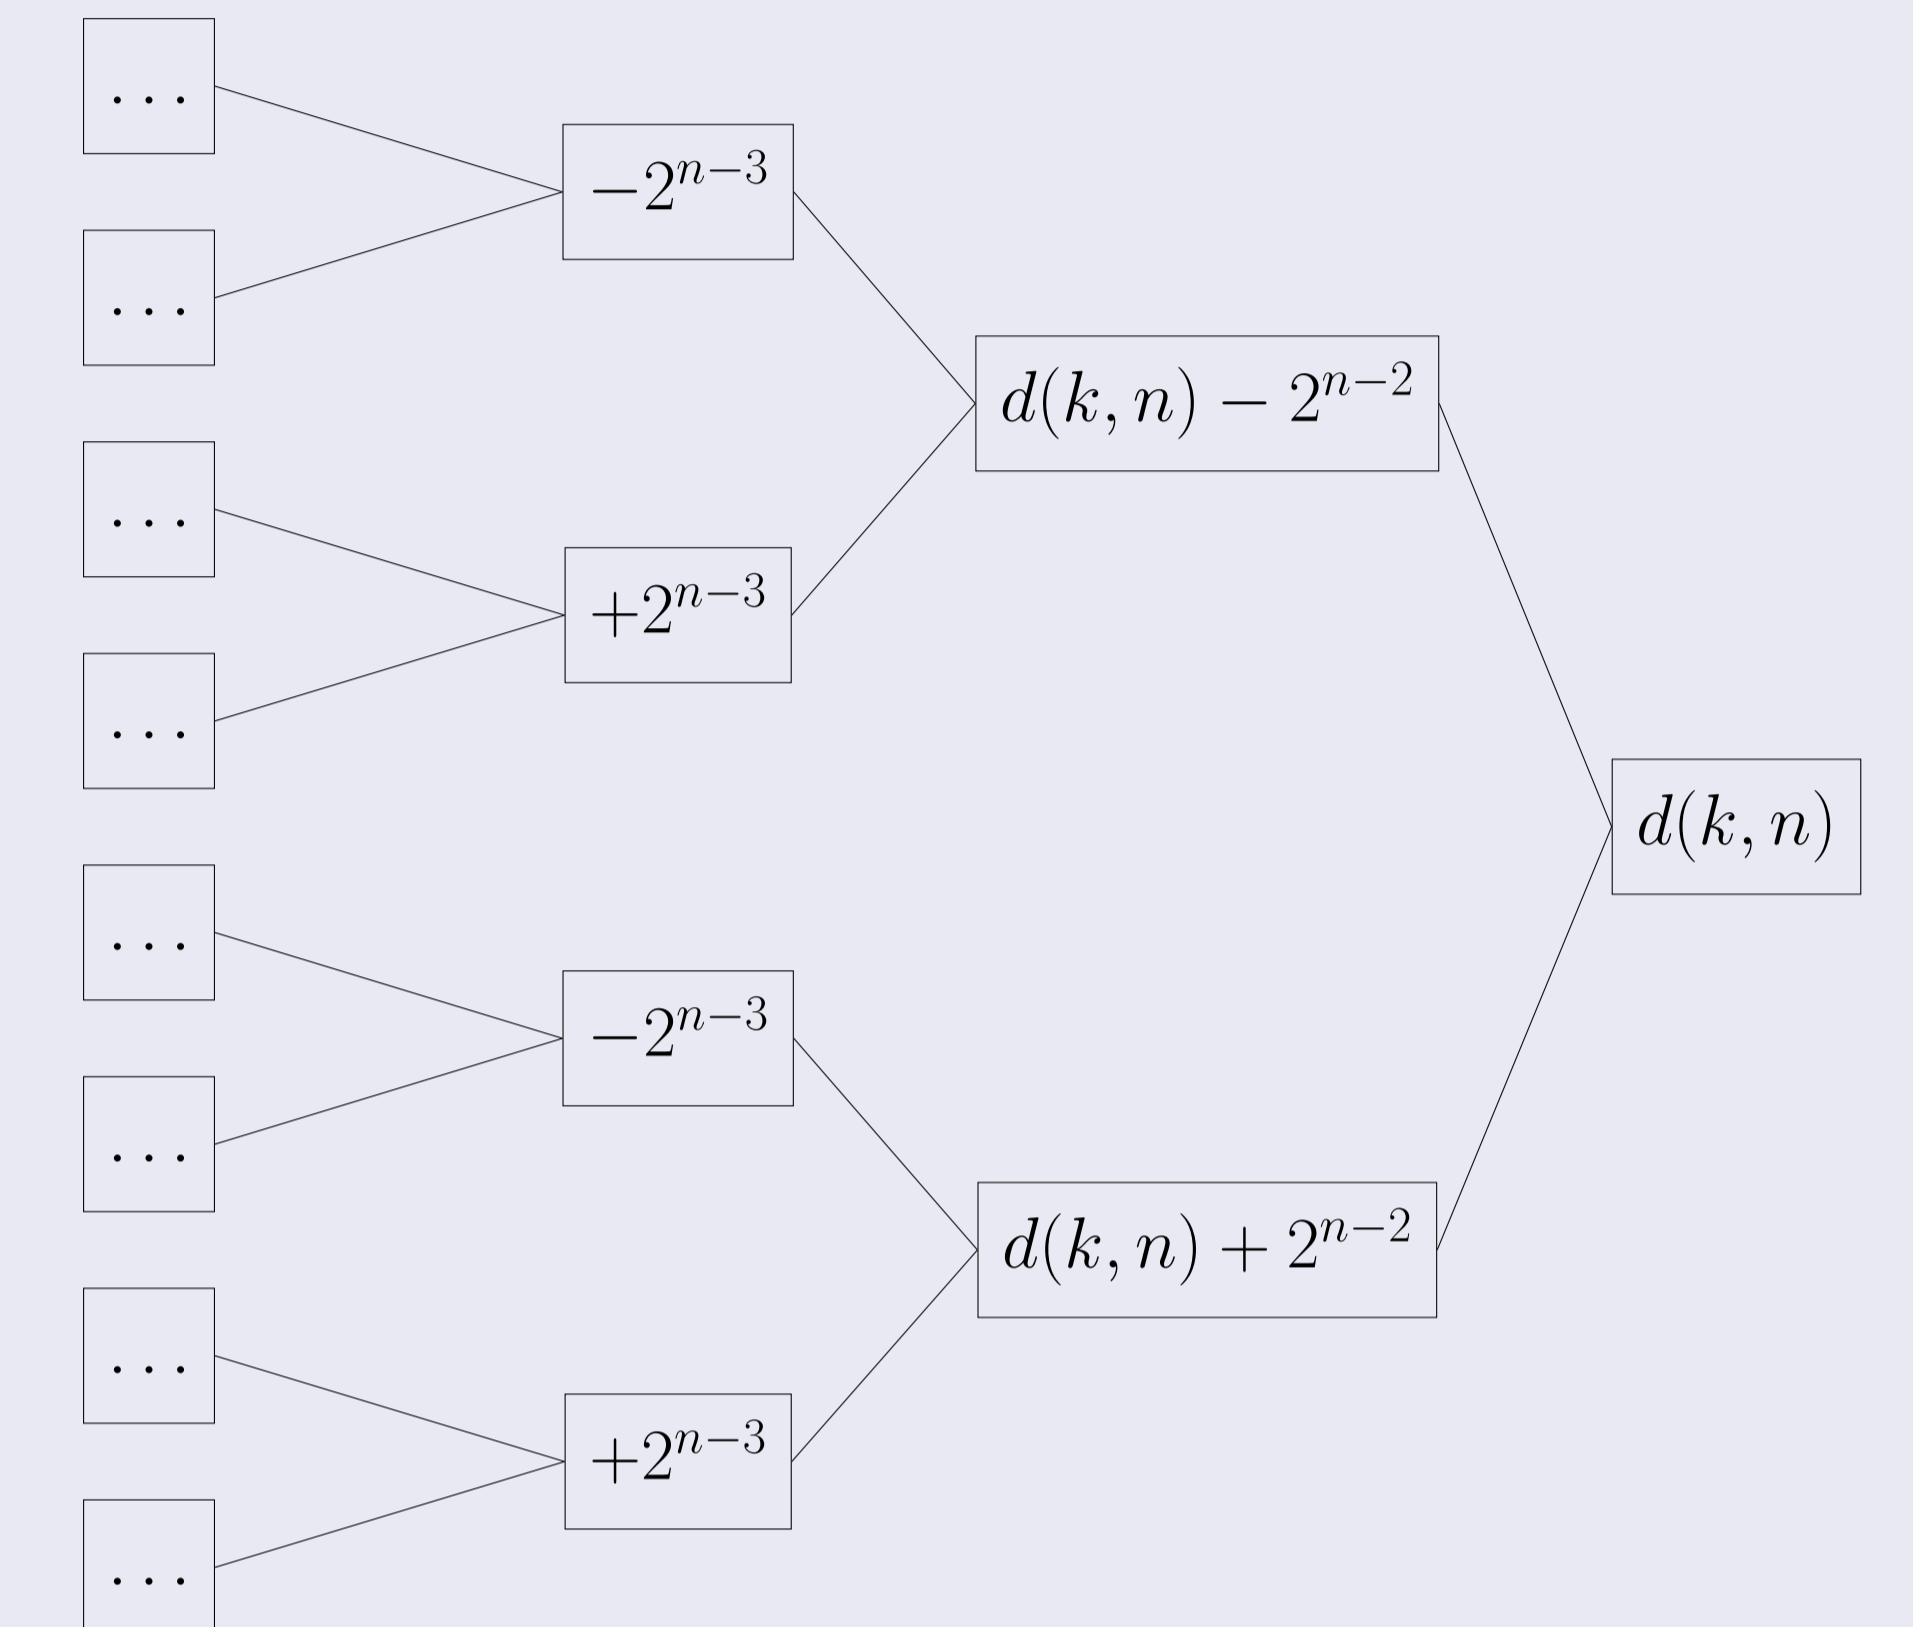 . . .
−2^{n−3}
. . .
d(k, n) − 2^{n−2}
. . .
+2^{n−3}
. . .
d(k, n)
. . .
−2^{n−3}
. . .
d(k, n) + 2^{n−2}
. . .
+2^{n−3}
. . .